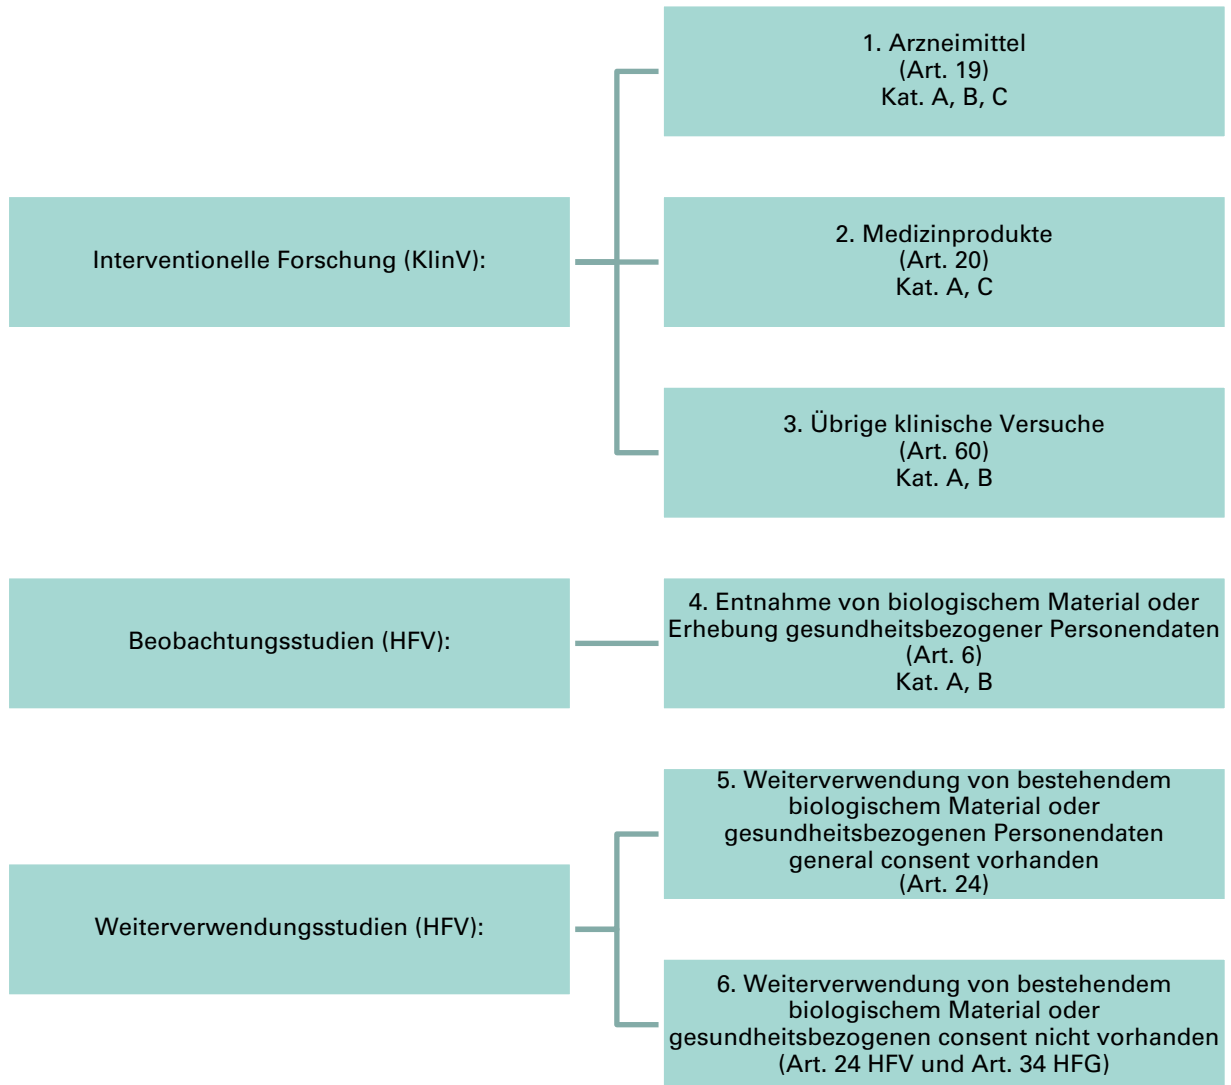 Interventionelle Forschung (KlinV):
1. Arzneimittel
(Art. 19)
Kat. A, B, C
2. Medizinprodukte
(Art. 20)
Kat. A, C
3. Übrige klinische Versuche
(Art. 60)
Kat. A, B
Beobachtungsstudien (HFV):
4. Entnahme von biologischem Material oder
Erhebung gesundheitsbezogener Personendaten
(Art. 6)
Kat. A, B
Weiterverwendungsstudien (HFV):
5. Weiterverwendung von bestehendem
biologischem Material oder
gesundheitsbezogenen Personendaten
general consent vorhanden
(Art. 24)
6. Weiterverwendung von bestehendem
biologischem Material oder
gesundheitsbezogenen consent nicht vorhanden
(Art. 24 HFV und Art. 34 HFG)